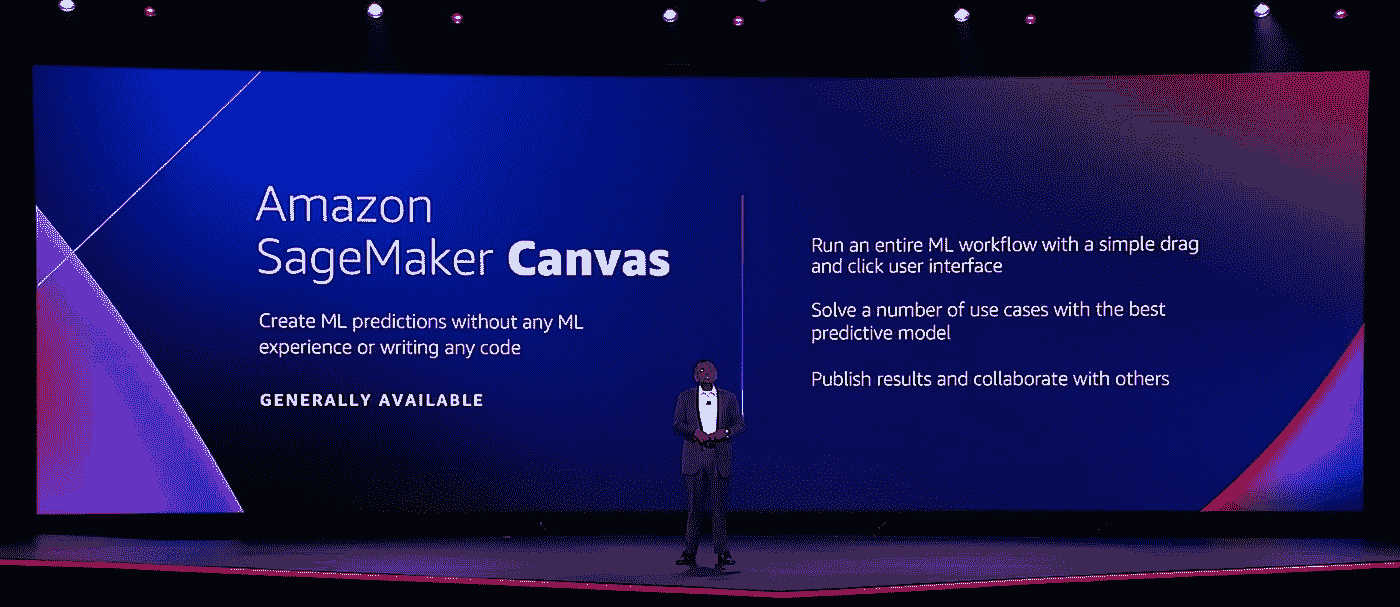 Amazon
SageMaker Canvas
Create ML predictions without any ML
experience or writing any code
GENERALLY AVAILABLE
Run an entire ML workflow with a simple drag
and click user interface
Solve a number of use cases with the best
predictive model
Publish results and collaborate with others